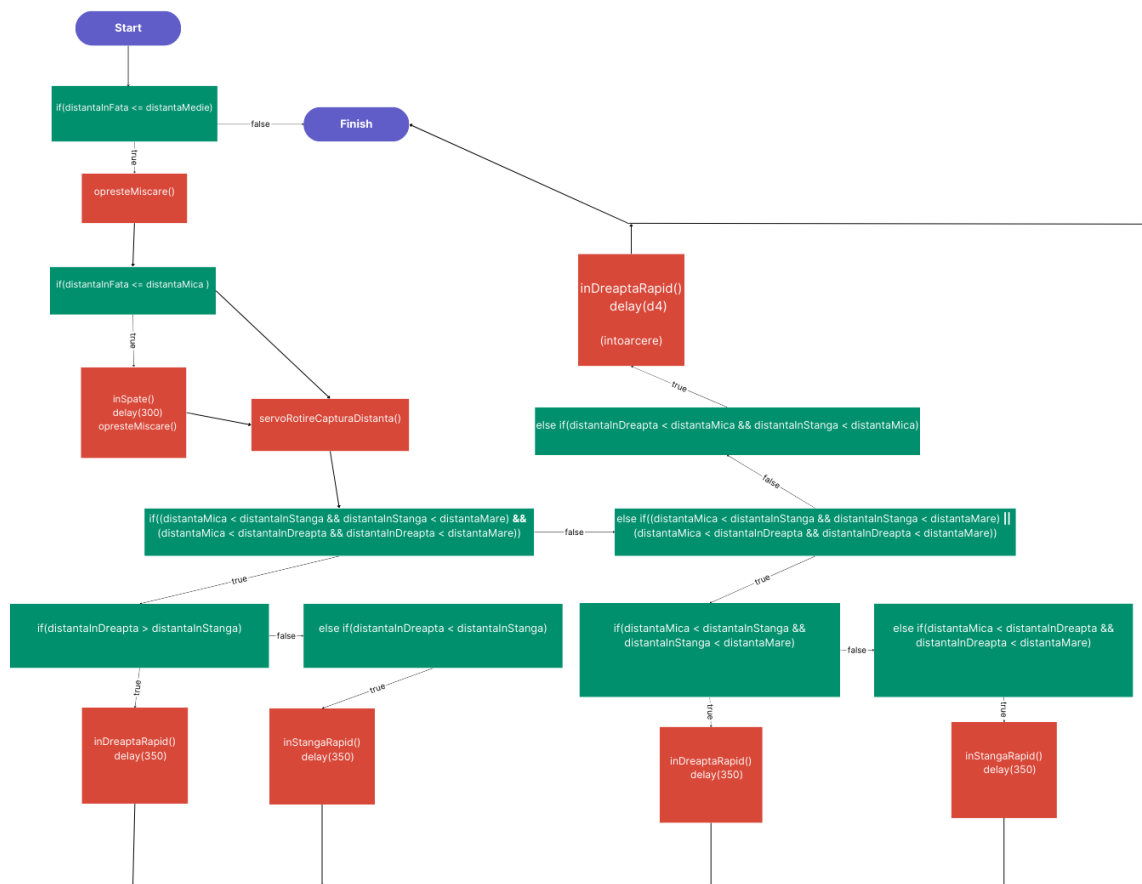 Start
if(distantaInFata <= distantaMedie)
false
Finish
true
opresteMiscare()
if(distantaInFata <= distantaMica )
true
inSpate()
delay(300)
opresteMiscare()
servoRotireCapturaDistanta()
inDreaptaRapid()
delay(d4)
(intoarcere)
true
else if(distantaInDreapta < distantaMica && distantaInStanga < distantaMica)
false
if((distantaMica < distantaInStanga && distantaInStanga < distantaMare) &&
(distantaMica < distantaInDreapta && distantaInDreapta < distantaMare))
false
else if((distantaMica < distantaInStanga && distantaInStanga < distantaMare) ||
(distantaMica < distantaInDreapta && distantaInDreapta < distantaMare))
true
true
if(distantaInDreapta > distantaInStanga)
false
else if(distantaInDreapta < distantaInStanga)
if(distantaMica < distantaInStanga &&
distantaInStanga < distantaMare)
false
else if(distantaMica < distantaInDreapta &&
distantaInDreapta < distantaMare)
true
true
true
true
inDreaptaRapid()
delay(350)
inStangaRapid()
delay(350)
inDreaptaRapid()
delay(350)
inStangaRapid()
delay(350)